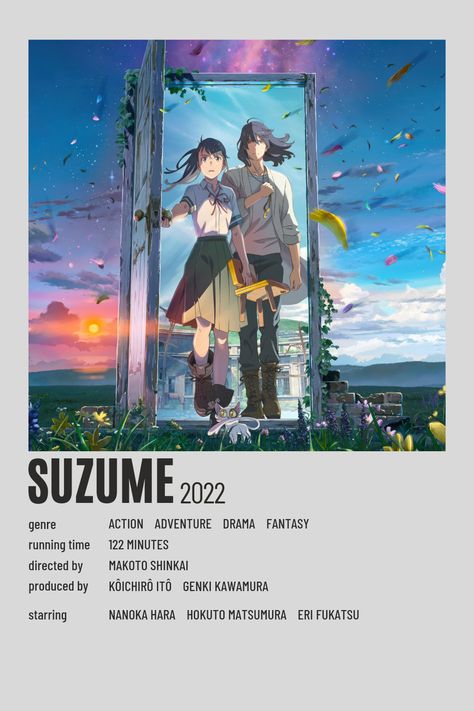 SUZUME 2022
genre ACTION ADVENTURE DRAMA FANTASY
running time 122 MINUTES
directed by MAKOTO SHINKAI
produced by KÔICHIRÔ ITÔ GENKI KAWAMURA
starring NANOKA HARA HOKUTO MATSUMURA ERI FUKATSU